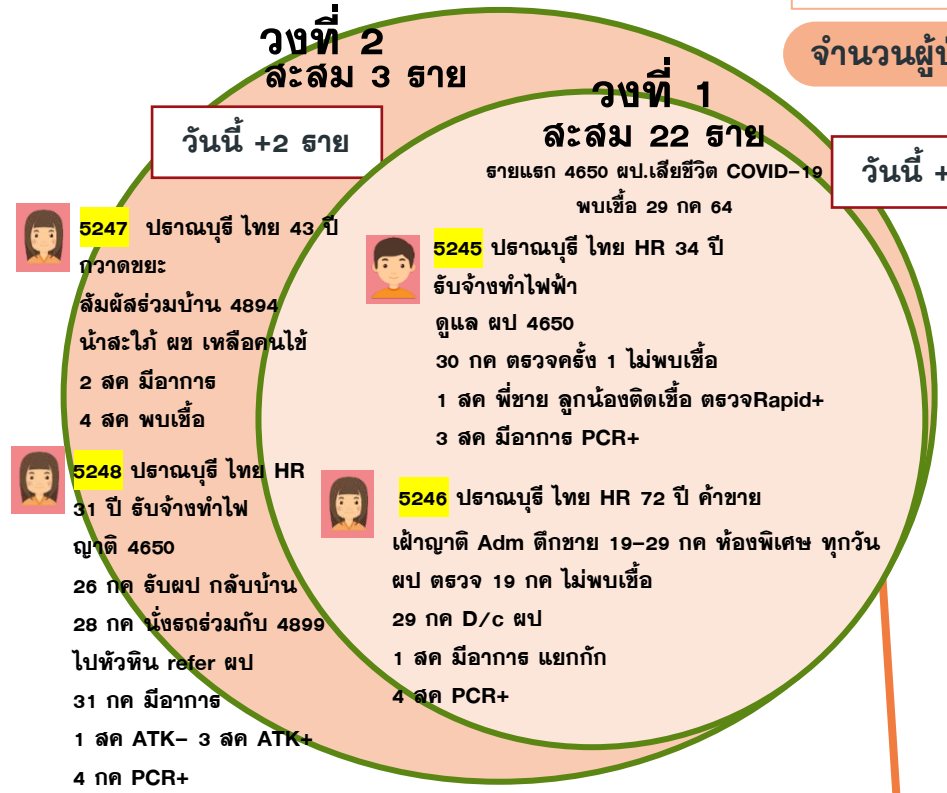 วงที่ 2
สะสม 3 ราย
วันนี้ +2 ราย
5247 ปราณบุรี ไทย 43 ปี
กวาดขยะ
สัมผัสร่วมบ้าน 4894
น้าสะใภ้ ผช เหลือคนไข้
2 สค มีอาการ
4 สค พบเชื้อ
5248 ปราณบุรี ไทย HR
31 ปี รับจ้างทำไฟ
ญาติ 4650
26 กค รับผป กลับบ้าน
28 กค นั่งรถร่วมกับ 4899
ไปหัวหิน refer ผป
31 กค มีอาการ
1 สค ATK- 3 สค ATK+
4 กค PCR+
วงที่ 1
สะสม 22 ราย
รายแรก 4650 ผป.เสียชีวิต COVID-19
พบเชื้อ 29 กค 64
5245 ปราณบุรี ไทย HR 34 ปี
รับจ้างทำไฟฟ้า
ดูแล ผป 4650
30 กค ตรวจครั้ง 1 ไม่พบเชื้อ
1 สค พี่ชาย ลูกน้องติดเชื้อ ตรวจRapid+
3 สค มีอาการ PCR+
5246 ปราณบุรี ไทย HR 72 ปี ค้าขาย
เฝ้าญาติ Adm ตึกชาย 19-29 กค ห้องพิเศษ ทุกวัน
ผป ตรวจ 19 กค ไม่พบเชื้อ
29 กค D/c ผป
1 สค มีอาการ แยกกัก
4 สค PCR+
วันนี้ +